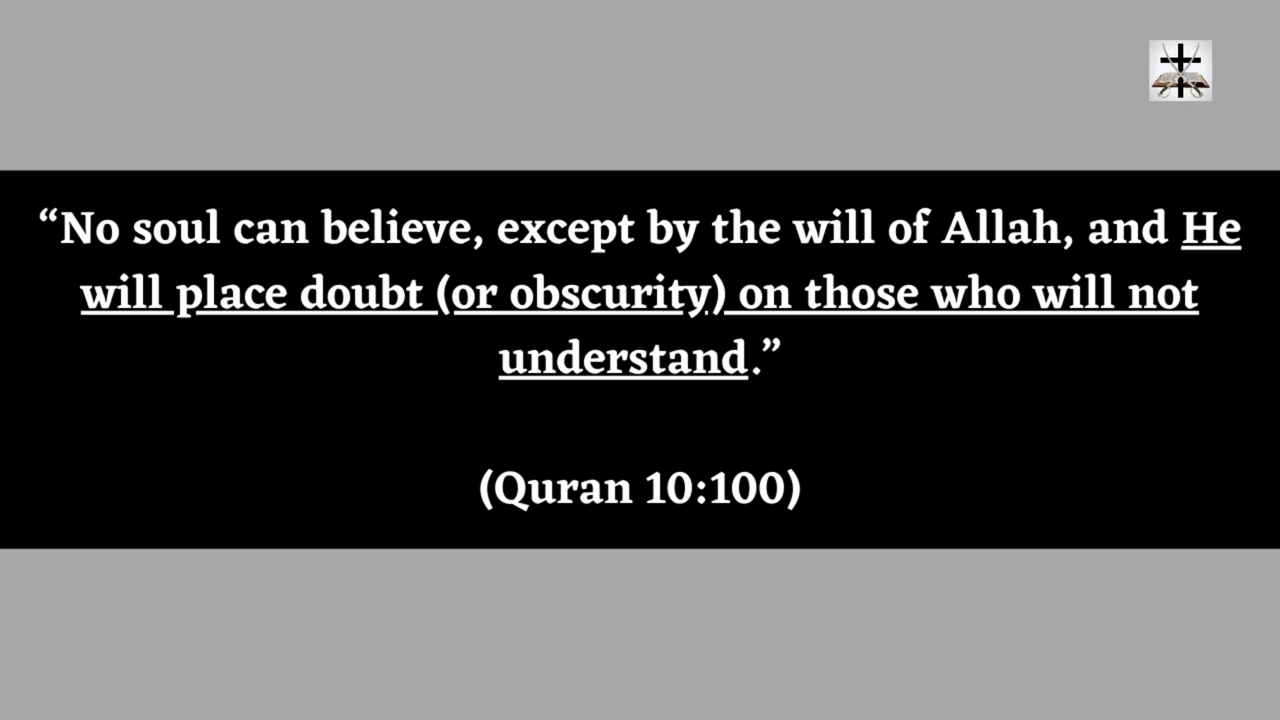 “No soul can believe, except by the will of Allah, and He
will place doubt (or obscurity) on those who will not
understand.”
(Quran 10:100)